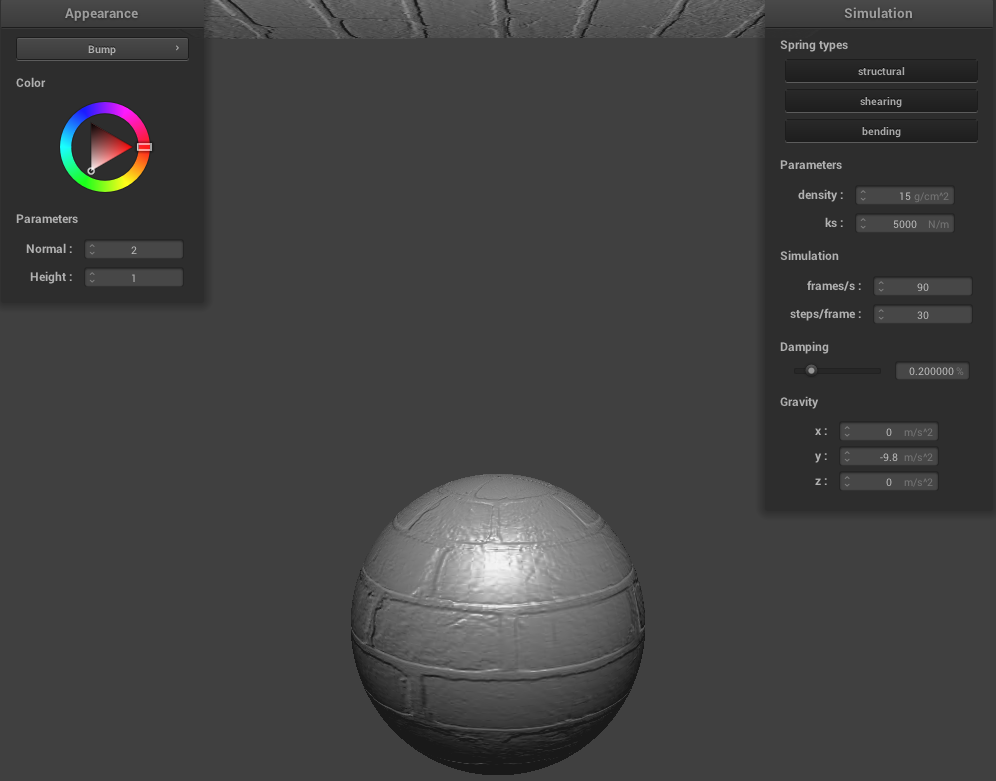 Appearance
Bump
Color
Parameters
Normal : 2
Height : 1
Simulation
Spring types
structural
shearing
bending
Parameters
density : 15 g/cm^2
ks : 5000 N/m
Simulation
frames/s : 90
steps/frame : 30
Damping
0.200000 %
Gravity
x : 0 m/s^2
y : -9.8 m/s^2
z : 0 m/s^2